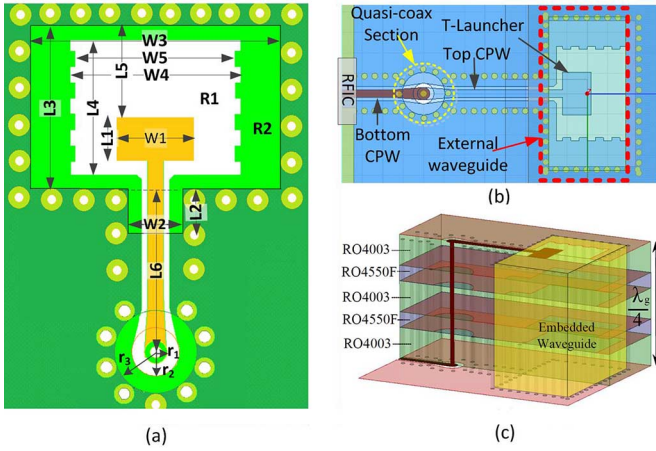 W3
W5
W4
L5
L3
L4
R1
R2
L1
W1
W2
L2
L6
r1
r2
r3
(a)
Quasi-coax
Section
T-Launcher
Top CPW
RFIC
Bottom
CPW
External
waveguide
(b)
RO4003
RO4550F
RO4003
RO4550F
RO4003
Embedded
Waveguide
λg
4
(c)